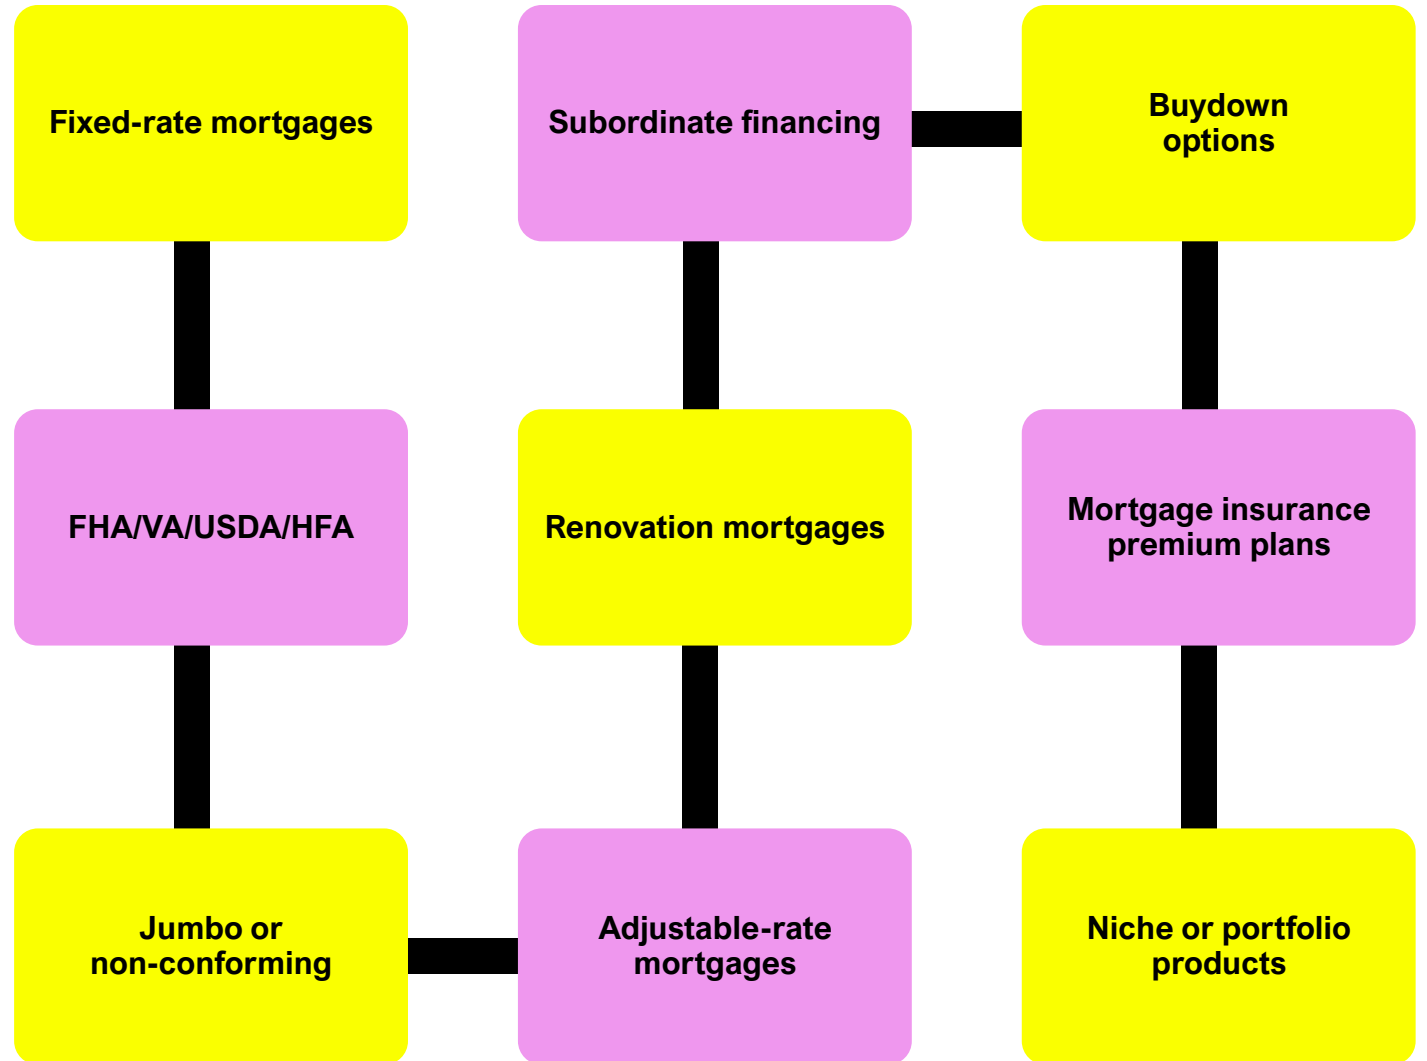 Fixed-rate mortgages
FHA/VA/USDA/HFA
Jumbo or
non-conforming
Adjustable-rate
mortgages
Renovation mortgages
Subordinate financing
Buydown
options
Mortgage insurance
premium plans
Niche or portfolio
products